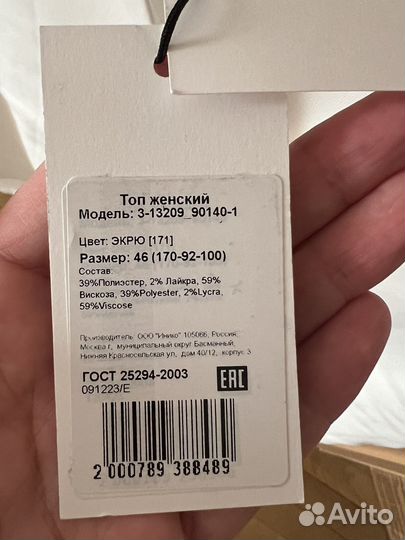 Топ женский
Модель: 3-13209_90140-1
Цвет: ЭКРЮ [171]
Размер: 46 (170-92-100)
Состав:
39%Полиэстер, 2% Лайкра, 59%
Вискоза, 39%Polyester, 2%Lycra,
59%Viscose
Производитель: ООО "Инико" 105066, Россия,
Москва г., муниципальный округ Басманный,
Нижняя Красносельская ул, дом 40/12, корпус 3
ГОСТ 25294-2003
091223/E
EAC
2 000789 388489
Avito